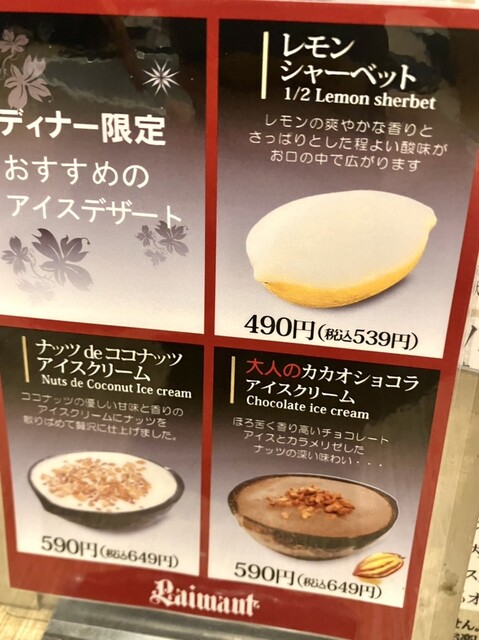 ディナー限定
おすすめの
アイスデザート
レモン
シャーベット
1/2 Lemon sherbet
レモンの爽やかな香りと
さっぱりとした程よい酸味が
お口の中で広がります
490円(税込539円)
ナッツ de ココナッツ
アイスクリーム
Nuts de Coconut Ice cream
ココナッツの優しい甘味と香りの
アイスクリームにナッツを
散りばめて贅沢に仕上げました。
590円(税込649円)
大人のカカオショコラ
アイスクリーム
Chocolate ice cream
ほろ苦く香り高いチョコレート
アイスとカラメリゼした
ナッツの深い味わい・・・
590円(税込649円)
Raimant